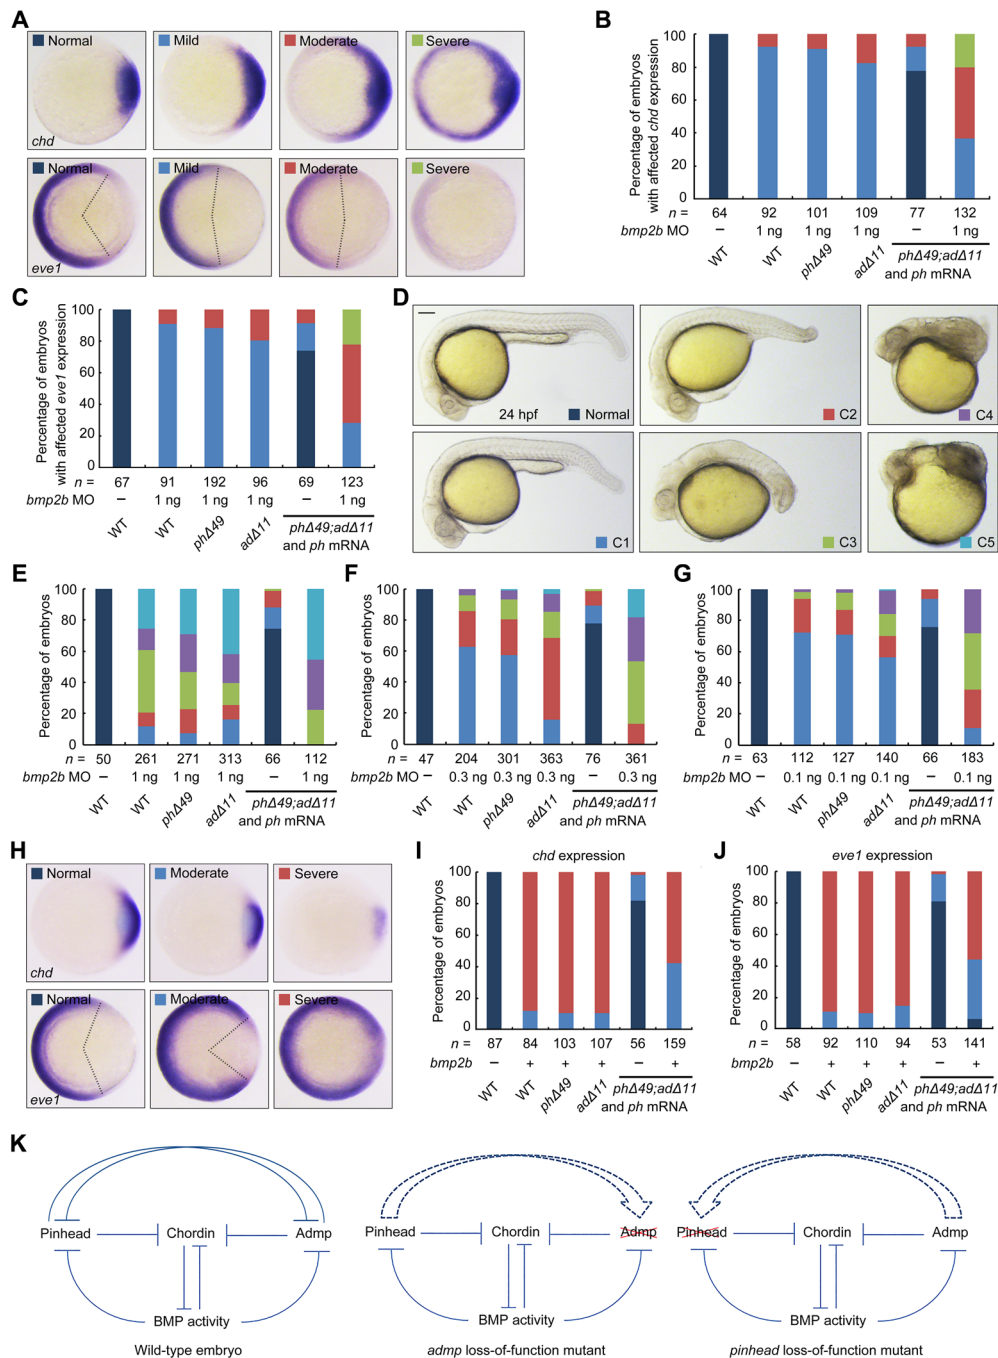 A
Normal
Mild
Moderate
Severe
chd
Normal
Mild
Moderate
Severe
eve1
B
Percentage of embryos
with affected chd expression
100
80
60
40
20
0
n = 64 92 101 109 77 132
bmp2b MO – 1 ng 1 ng 1 ng – 1 ng
WT WT phΔ49 adΔ11 phΔ49;adΔ11
and ph mRNA
C
Percentage of embryos
with affected eve1 expression
100
80
60
40
20
0
n = 67 91 192 96 69 123
bmp2b MO – 1 ng 1 ng 1 ng – 1 ng
WT WT phΔ49 adΔ11 phΔ49;adΔ11
and ph mRNA
D
24 hpf Normal
C2
C4
C1
C3
C5
E
Percentage of embryos
100
80
60
40
20
0
n = 50 261 271 313 66 112
bmp2b MO – 1 ng 1 ng 1 ng – 1 ng
WT WT phΔ49 adΔ11 phΔ49;adΔ11
and ph mRNA
F
Percentage of embryos
100
80
60
40
20
0
n = 47 204 301 363 76 361
bmp2b MO – 0.3 ng 0.3 ng 0.3 ng – 0.3 ng
WT WT phΔ49 adΔ11 phΔ49;adΔ11
and ph mRNA
G
Percentage of embryos
100
80
60
40
20
0
n = 63 112 127 140 66 183
bmp2b MO – 0.1 ng 0.1 ng 0.1 ng – 0.1 ng
WT WT phΔ49 adΔ11 phΔ49;adΔ11
and ph mRNA
H
Normal
Moderate
Severe
chd
Normal
Moderate
Severe
eve1
I
chd expression
Percentage of embryos
100
80
60
40
20
0
n = 87 84 103 107 56 159
bmp2b – + + + – +
WT WT phΔ49 adΔ11 phΔ49;adΔ11
and ph mRNA
J
eve1 expression
Percentage of embryos
100
80
60
40
20
0
n = 58 92 110 94 53 141
bmp2b – + + + – +
WT WT phΔ49 adΔ11 phΔ49;adΔ11
and ph mRNA
K
Pinhead Chordin Admp
BMP activity
Wild-type embryo
Pinhead Chordin Admp
BMP activity
admp loss-of-function mutant
Pinhead Chordin Admp
BMP activity
pinhead loss-of-function mutant